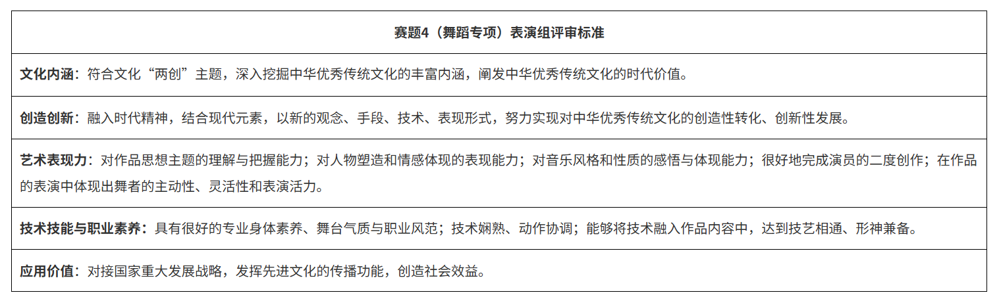 赛题4（舞蹈专项）表演组评审标准
文化内涵：符合文化“两创”主题，深入挖掘中华优秀传统文化的丰富内涵，阐发中华优秀传统文化的时代价值。
创造创新：融入时代精神，结合现代元素，以新的观念、手段、技术、表现形式，努力实现对中华优秀传统文化的创造性转化、创新性发展。
艺术表现力：对作品思想主题的理解与把握能力；对人物塑造和情感体现的表现能力；对音乐风格和性质的感悟与体现能力；很好地完成演员的二度创作；在作品
的表演中体现出舞者的主动性、灵活性和表演活力。
技术技能与职业素养：具有很好的专业身体素养、舞台气质与职业风范；技术娴熟、动作协调；能够将技术融入作品内容中，达到技艺相通、形神兼备。
应用价值：对接国家重大发展战略，发挥先进文化的传播功能，创造社会效益。